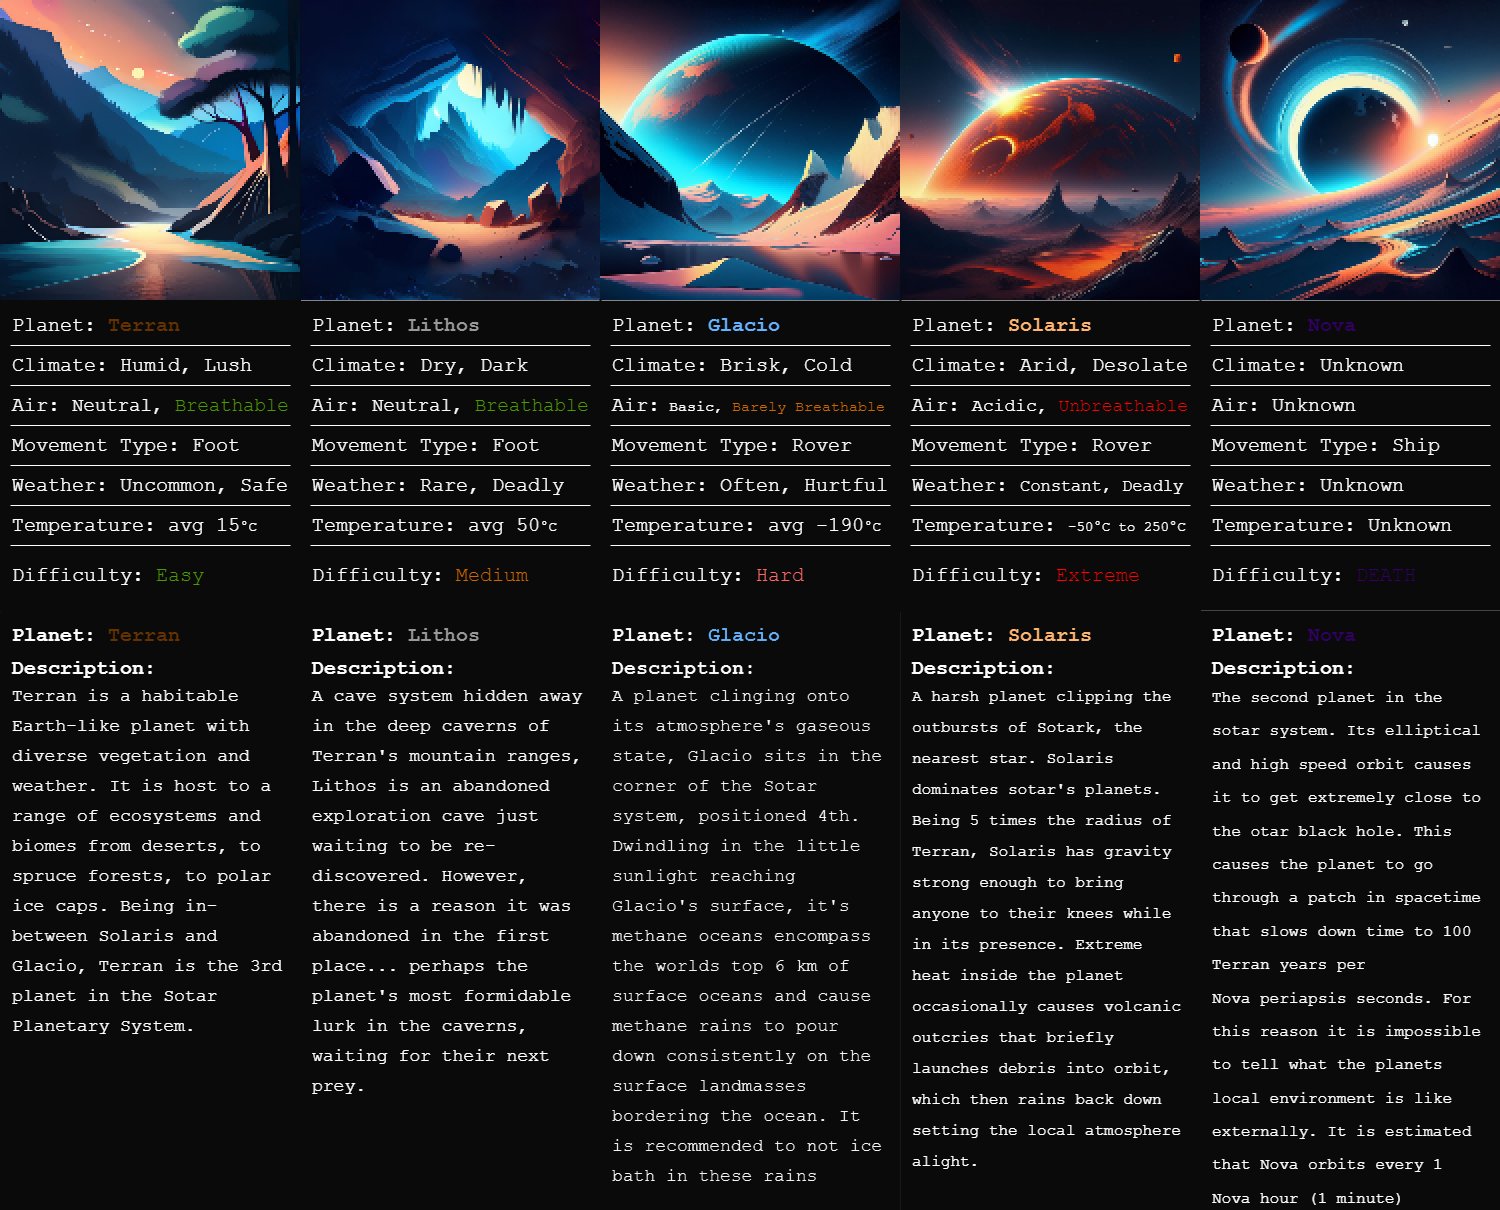 Planet: Terran
Climate: Humid, Lush
Air: Neutral, Breathable
Movement Type: Foot
Weather: Uncommon, Safe
Temperature: avg 15°c
Difficulty: Easy
Planet: Terran
Description:
Terran is a habitable
Earth-like planet with
diverse vegetation and
weather. It is host to a
range of ecosystems and
biomes from deserts, to
spruce forests, to polar
ice caps. Being in-
between Solaris and
Glacio, Terran is the 3rd
planet in the Sotar
Planetary System.
Planet: Lithos
Climate: Dry, Dark
Air: Neutral, Breathable
Movement Type: Foot
Weather: Rare, Deadly
Temperature: avg 50°c
Difficulty: Medium
Planet: Lithos
Description:
A cave system hidden away
in the deep caverns of
Terran's mountain ranges,
Lithos is an abandoned
exploration cave just
waiting to be re-
discovered. However,
there is a reason it was
abandoned in the first
place... perhaps the
planet's most formidable
lurk in the caverns,
waiting for their next
prey.
Planet: Glacio
Climate: Brisk, Cold
Air: Basic, Barely Breathable
Movement Type: Rover
Weather: Often, Hurtful
Temperature: avg -190°c
Difficulty: Hard
Planet: Glacio
Description:
A planet clinging onto
its atmosphere's gaseous
state, Glacio sits in the
corner of the Sotar
system, positioned 4th.
Dwindling in the little
sunlight reaching
Glacio's surface, it's
methane oceans encompass
the worlds top 6 km of
surface oceans and cause
methane rains to pour
down consistently on the
surface landmasses
bordering the ocean. It
is recommended to not ice
bath in these rains
Planet: Solaris
Climate: Arid, Desolate
Air: Acidic, Unbreathable
Movement Type: Rover
Weather: Constant, Deadly
Temperature: -50°C to 250°C
Difficulty: Extreme
Planet: Solaris
Description:
A harsh planet clipping the
outbursts of Sotark, the
nearest star. Solaris
dominates sotar's planets.
Being 5 times the radius of
Terran, Solaris has gravity
strong enough to bring
anyone to their knees while
in its presence. Extreme
heat inside the planet
occasionally causes volcanic
outcries that briefly
launches debris into orbit,
which then rains back down
setting the local atmosphere
alight.
Planet: Nova
Climate: Unknown
Air: Unknown
Movement Type: Ship
Weather: Unknown
Temperature: Unknown
Difficulty: DEATH
Planet: Nova
Description:
The second planet in the
sotar system. Its elliptical
and high speed orbit causes
it to get extremely close to
the otar black hole. This
causes the planet to go
through a patch in spacetime
that slows down time to 100
Terran years per
Nova periapsis seconds. For
this reason it is impossible
to tell what the planets
local environment is like
externally. It is estimated
that Nova orbits every 1
Nova hour (1 minute)